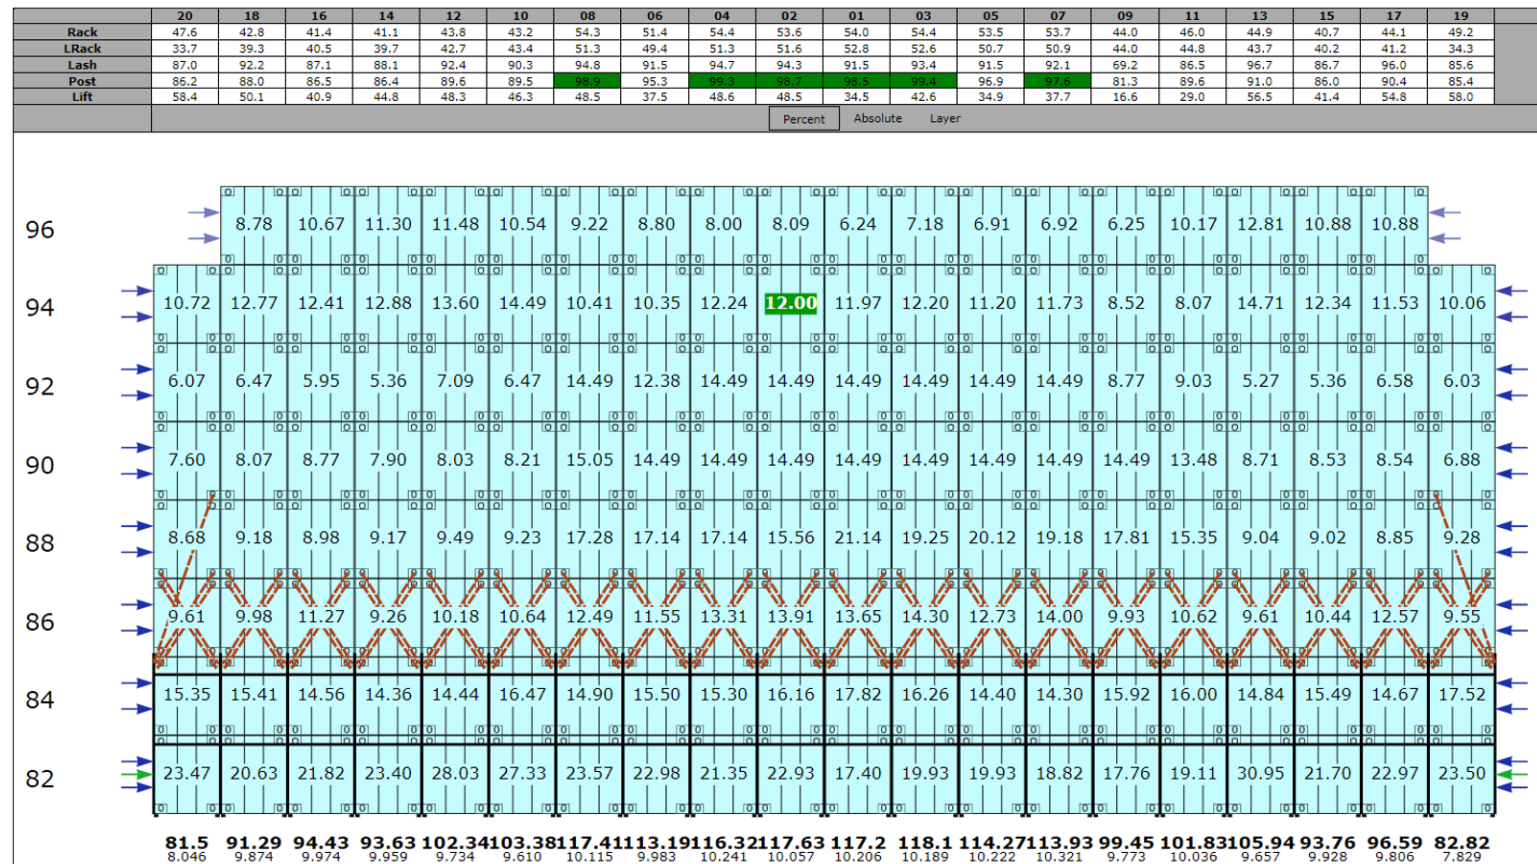 20 18 16 14 12 10 08 06 04 02 01 03 05 07 09 11 13 15 17 19
Rack 47.6 42.8 41.4 41.1 43.8 43.2 54.3 51.4 54.4 53.6 54.0 54.4 53.5 53.7 44.0 46.0 44.9 40.7 44.1 49.2
LRack 33.7 39.3 40.5 39.7 42.7 43.4 51.3 49.4 51.3 51.6 52.8 52.6 50.7 50.9 44.0 44.8 43.7 40.2 41.2 34.3
Lash 87.0 92.2 87.1 88.1 92.4 90.3 94.8 91.5 94.7 94.3 91.5 93.4 91.5 92.1 69.2 86.5 96.7 86.7 96.0 85.6
Post 86.2 88.0 86.5 86.4 89.6 89.5 98.9 95.3 99.3 98.7 98.5 99.4 96.9 97.6 81.3 89.6 91.0 86.0 90.4 85.4
Lift 58.4 50.1 40.9 44.8 48.3 46.3 48.5 37.5 48.6 48.5 34.5 42.6 34.9 37.7 16.6 29.0 56.5 41.4 54.8 58.0
Percent Absolute Layer
96 8.78 10.67 11.30 11.48 10.54 9.22 8.80 8.00 8.09 6.24 7.18 6.91 6.92 6.25 10.17 12.81 10.88 10.88
94 10.72 12.77 12.41 12.88 13.60 14.49 10.41 10.35 12.24 12.00 11.97 12.20 11.20 11.73 8.52 8.07 14.71 12.34 11.53 10.06
92 6.07 6.47 5.95 5.36 7.09 6.47 14.49 12.38 14.49 14.49 14.49 14.49 14.49 14.49 8.77 9.03 5.27 5.36 6.58 6.03
90 7.60 8.07 8.77 7.90 8.03 8.21 15.05 14.49 14.49 14.49 14.49 14.49 14.49 14.49 14.49 13.48 8.71 8.53 8.54 6.88
88 8.68 9.18 8.98 9.17 9.49 9.23 17.28 17.14 17.14 15.56 21.14 19.25 20.12 19.18 17.81 15.35 9.04 9.02 8.85 9.28
86 9.61 9.98 11.27 9.26 10.18 10.64 12.49 11.55 13.31 13.91 13.65 14.30 12.73 14.00 9.93 10.62 9.61 10.44 12.57 9.55
84 15.35 15.41 14.56 14.36 14.44 16.47 14.90 15.50 15.30 16.16 17.82 16.26 14.40 14.30 15.92 16.00 14.84 15.49 14.67 17.52
82 23.47 20.63 21.82 23.40 28.03 27.33 23.57 22.98 21.35 22.93 17.40 19.93 19.93 18.82 17.76 19.11 30.95 21.70 22.97 23.50
81.5 91.29 94.43 93.63 102.34 103.38 117.41 113.19 116.32 117.63 117.2 118.1 114.27 113.93 99.45 101.83 105.94 93.76 96.59 82.82
8.046 9.874 9.974 9.959 9.734 9.610 10.115 9.983 10.241 10.057 10.206 10.189 10.222 10.321 9.773 10.036 9.657 9.928 9.806 7.829